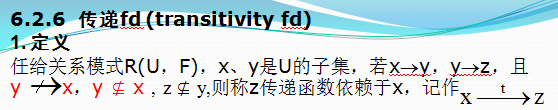 6.2.6 传递fd(transitivity fd)
1.定义
任给关系模式R(U，F)，x、y是U的子集，若x→y，y→z，且
y ↛x，y ⊄ x , z ⊈ y,则称z传递函数依赖于x，记作x —t→ z